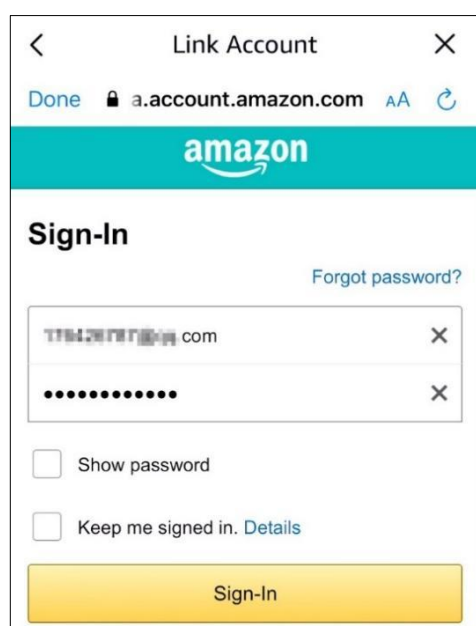 Link Account
Done a.account.amazon.com AA
amazon
Sign-In
Forgot password?
.com
Show password
Keep me signed in. Details
Sign-In